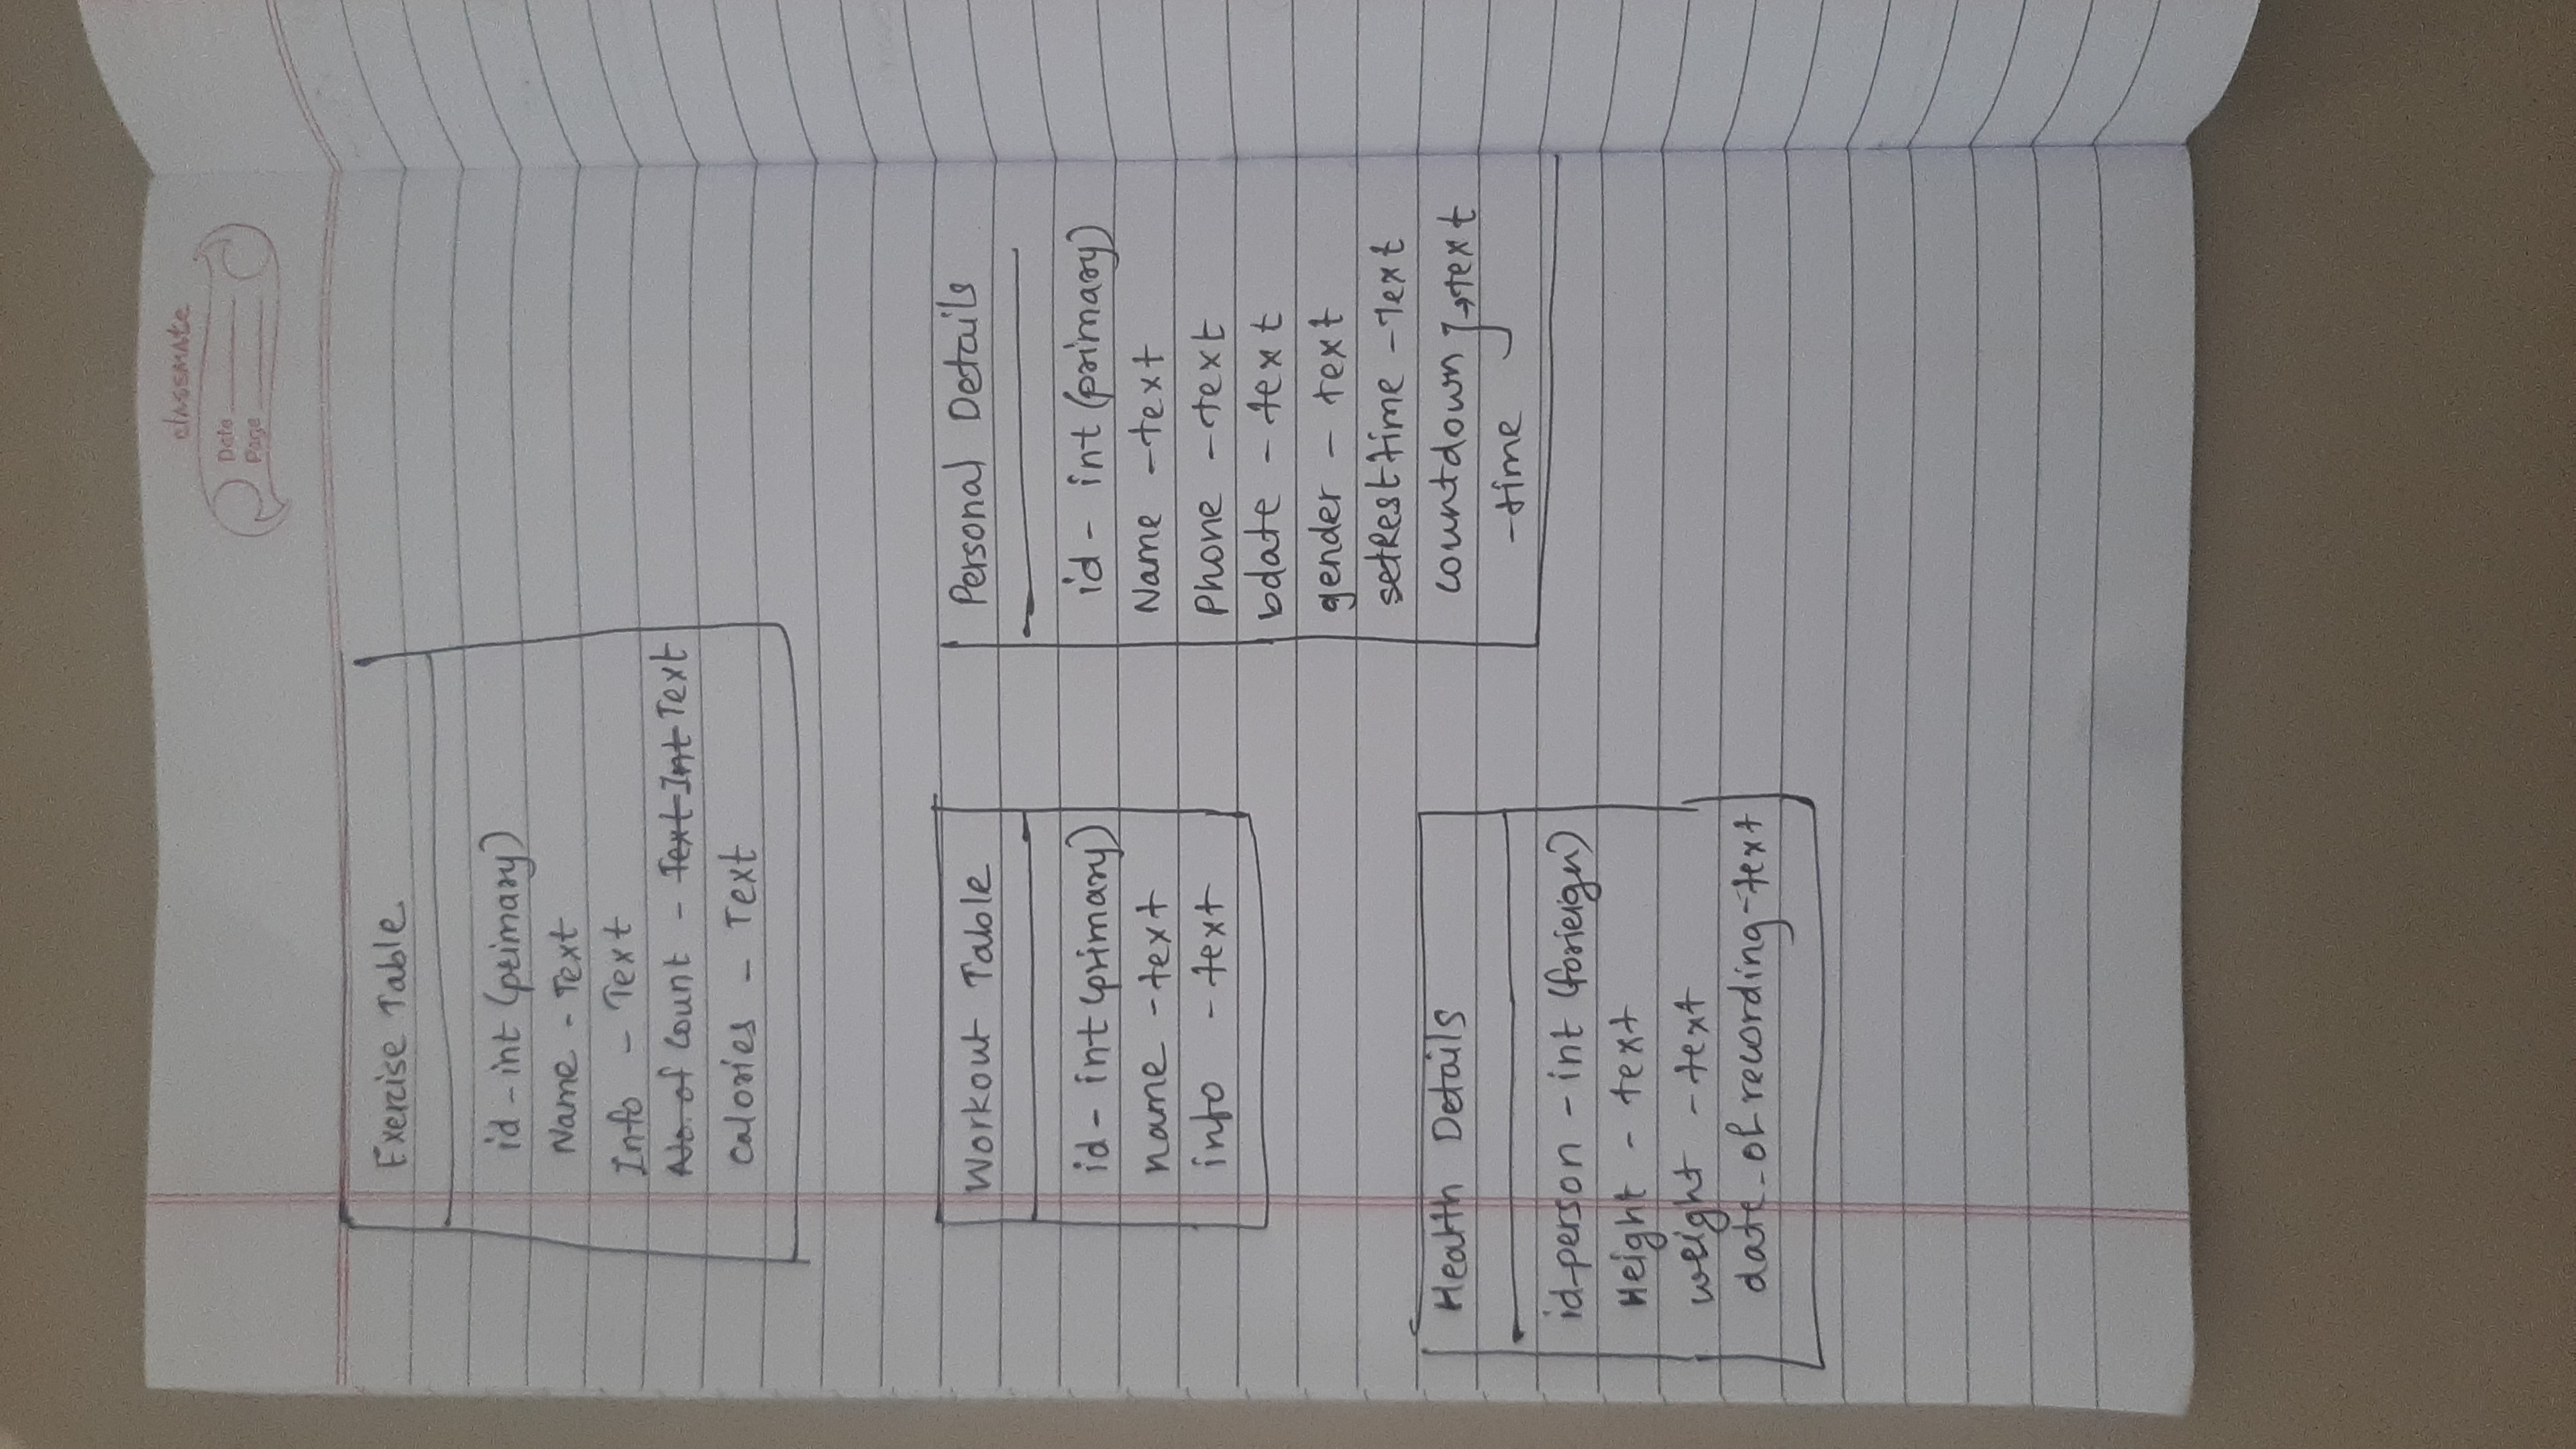 classmate
Date
Page
Exercise Table
id - int (primary)
Name - Text
Info - Text
No. of Count - Text Int Text
Calories - Text
Workout Table
id - int (primary)
name - text
info - text
Personal Details
id - int (primary)
Name - text
Phone - text
bdate - text
gender - text
setRest time - Text
countdown → text
-time
Health Details
id-person - int (forieign)
Height - text
weight - text
date-of recording - text